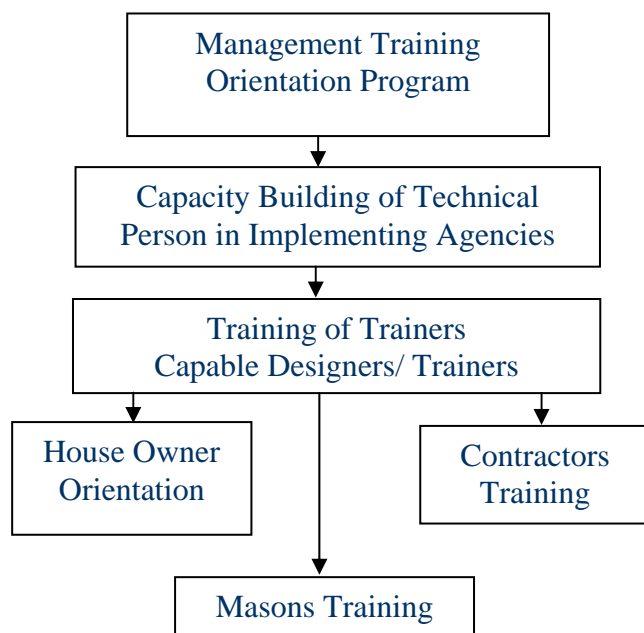 Management Training
Orientation Program
Capacity Building of Technical
Person in Implementing Agencies
Training of Trainers
Capable Designers/ Trainers
House Owner
Orientation
Contractors
Training
Masons Training